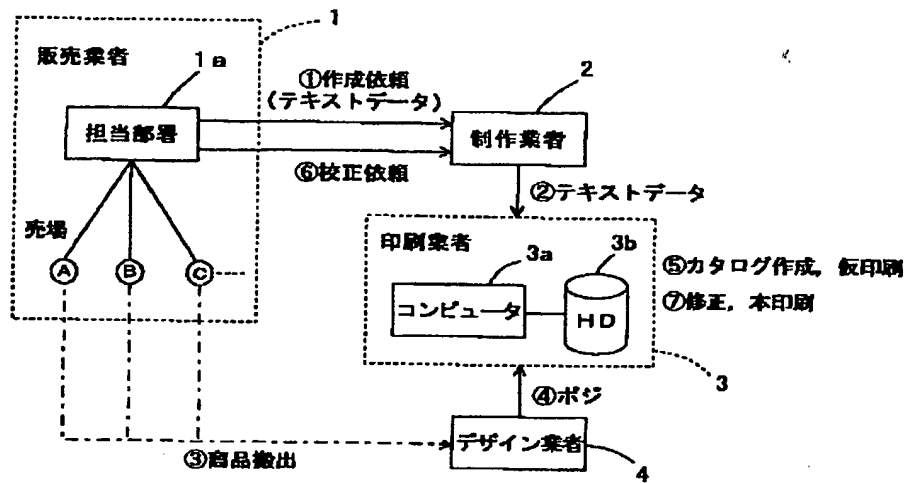 1
販売業者
1a
担当部署
売場
A
B
C
①作成依頼
(テキストデータ)
⑥校正依頼
2
制作業者
②テキストデータ
印刷業者
3a
3b
コンピュータ
HD
⑤カタログ作成,仮印刷
⑦修正,本印刷
3
④ポジ
デザイン業者
4
③商品搬出